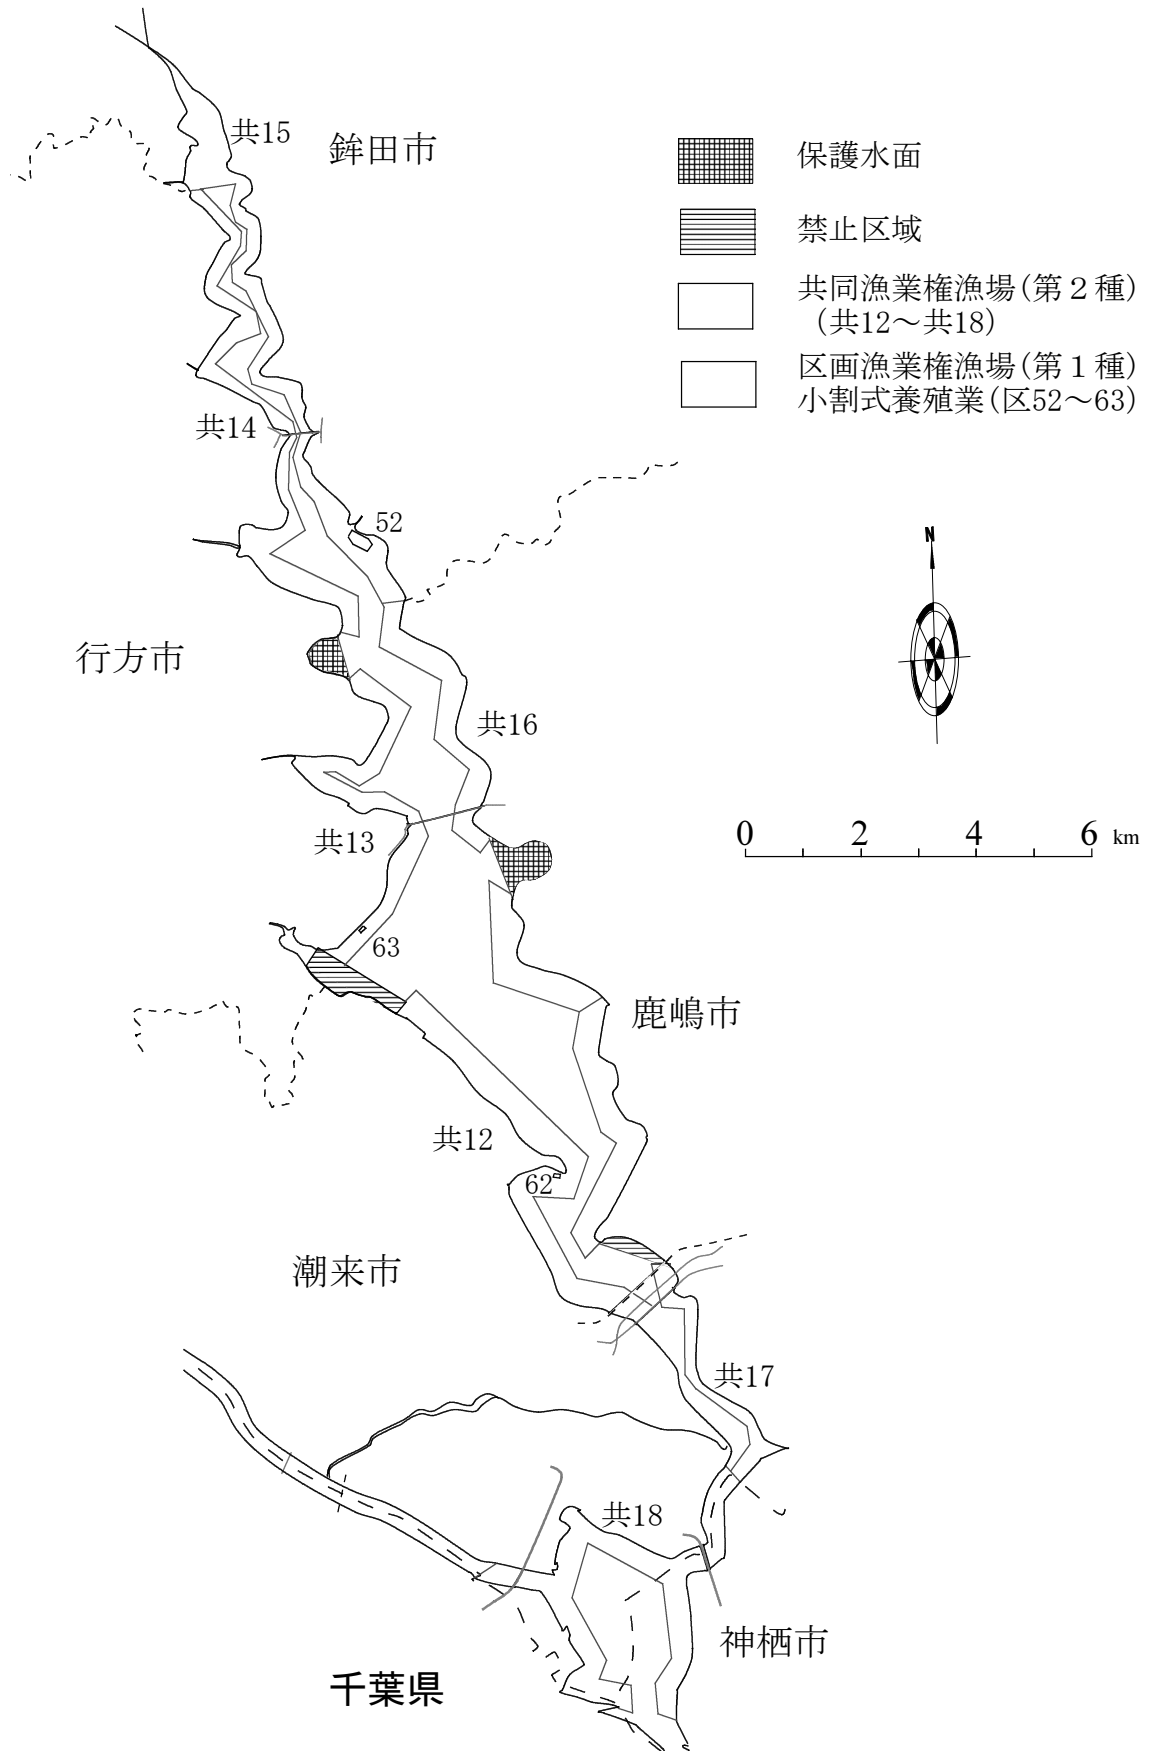 共15
鉾田市
保護水面
禁止区域
共同漁業権漁場(第２種)
(共12～共18)
区画漁業権漁場(第１種)
小割式養殖業(区52～63)
共14
52
N
行方市
共16
共13
0 2 4 6 km
63
鹿嶋市
共12
62
潮来市
共17
共18
神栖市
千葉県